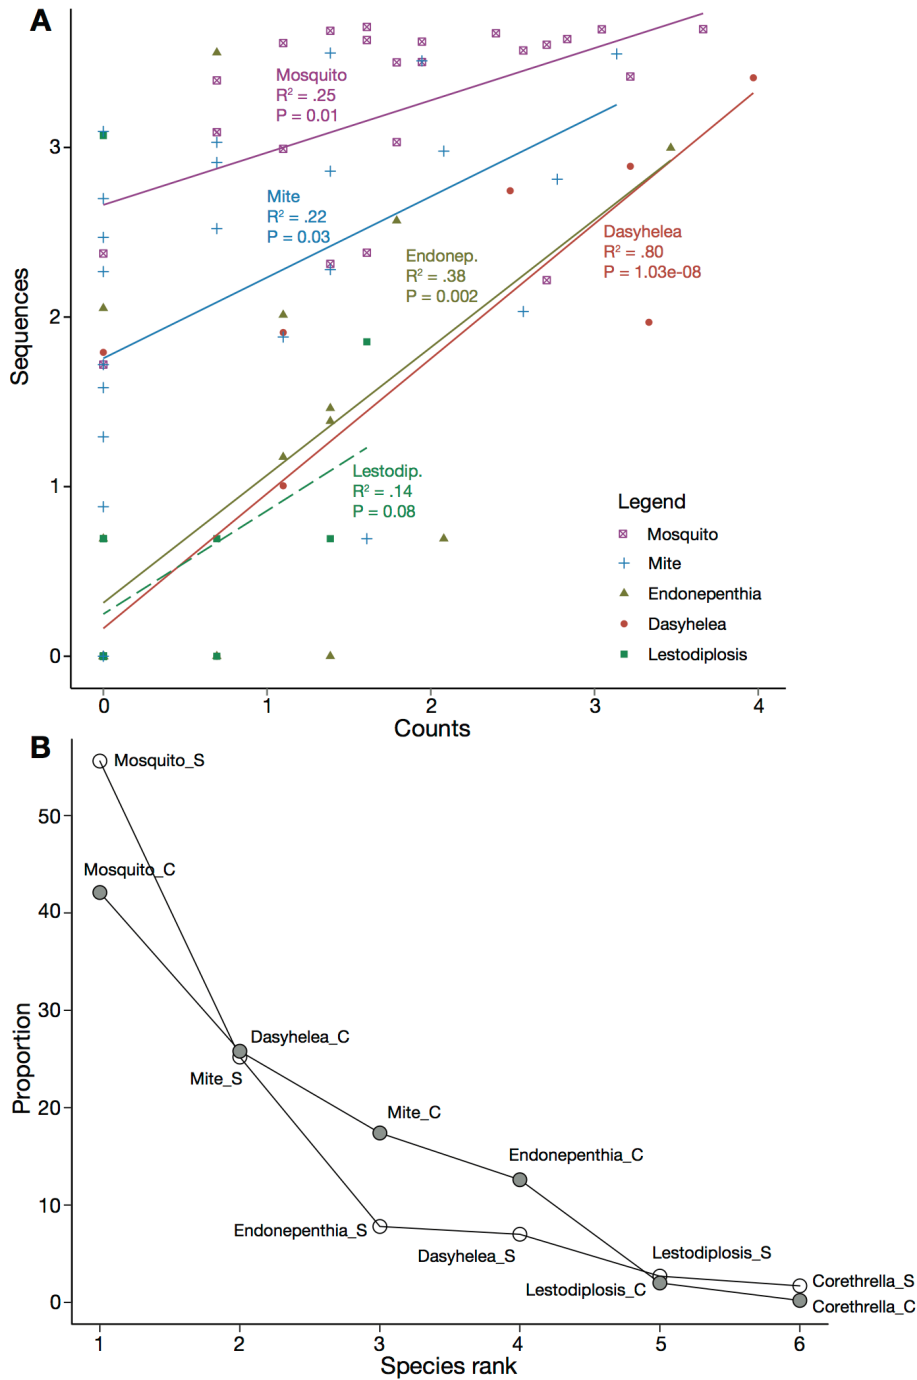 A
Mosquito
R² = .25
P = 0.01
3
Mite
R² = .22
P = 0.03
Dasyhelea
R² = .80
P = 1.03e-08
Endonep.
R² = .38
P = 0.002
2
Sequences
Lestodip.
R² = .14
P = 0.08
1
Legend
Mosquito
Mite
Endonepenthia
Dasyhelea
Lestodiplosis
0
0 1 2 3 4
Counts
B
Mosquito_S
50
Mosquito_C
40
30
Proportion
Dasyhelea_C
Mite_S
20
Mite_C
Endonepenthia_C
10
Endonepenthia_S
Dasyhelea_S
Lestodiplosis_S
Lestodiplosis_C
Corethrella_S
Corethrella_C
0
1 2 3 4 5 6
Species rank